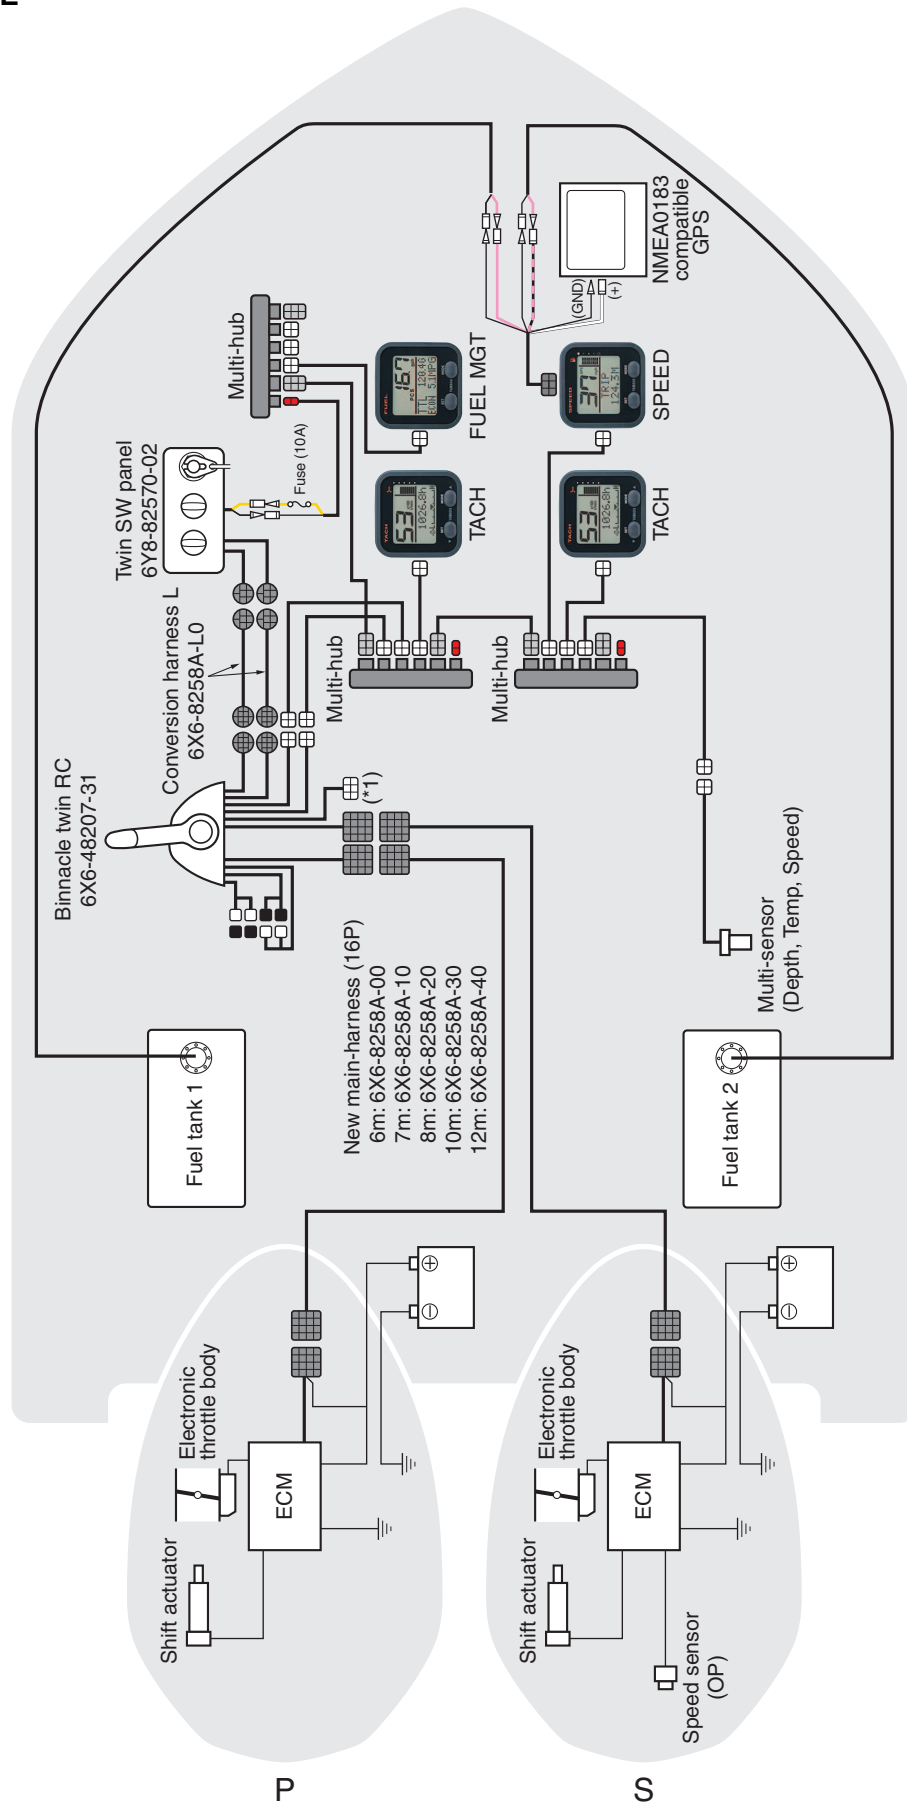 Binnacle twin RC
6X6-48207-31
Conversion harness L
6X6-8258A-L0
Twin SW panel
6Y8-82570-02
Fuse (10A)
Multi-hub
Multi-hub
Multi-hub
(*1)
FUEL
TACH
SPEED
TACH
FUEL MGT
TACH
SPEED
TACH
(GND)
(+)
NMEA0183
compatible
GPS
Fuel tank 1
New main-harness (16P)
6m: 6X6-8258A-00
7m: 6X6-8258A-10
8m: 6X6-8258A-20
10m: 6X6-8258A-30
12m: 6X6-8258A-40
Multi-sensor
(Depth, Temp, Speed)
Fuel tank 2
Shift actuator
Electronic
throttle body
ECM
Shift actuator
Electronic
throttle body
ECM
Speed sensor
(OP)
P
S